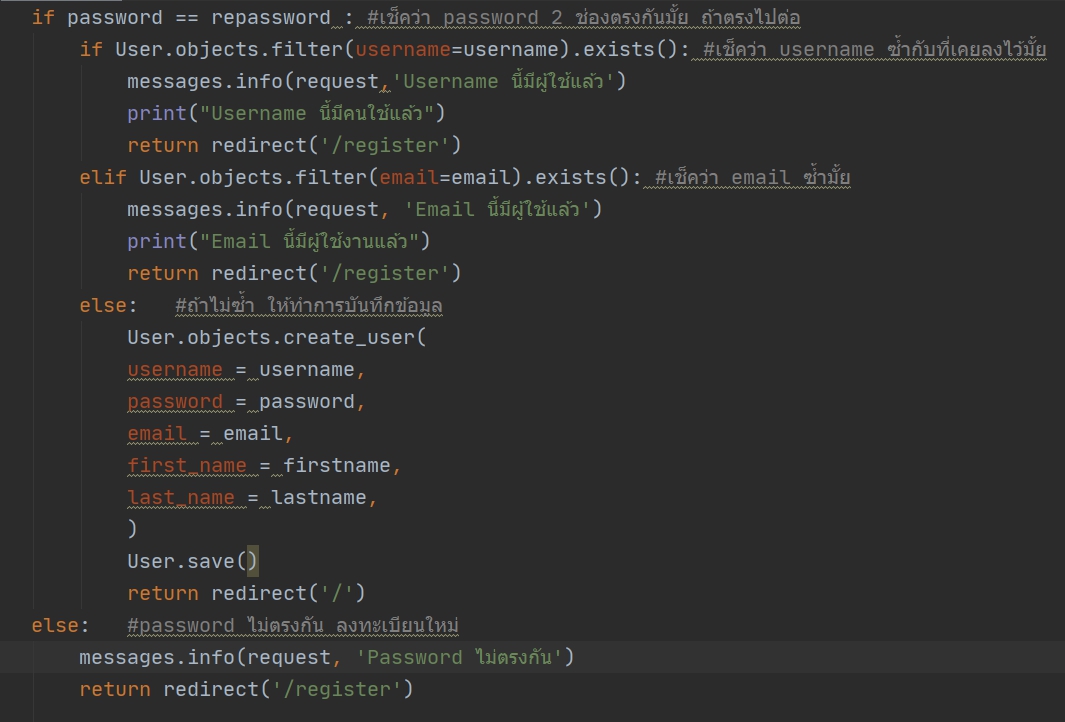 if password == repassword : #เช็คว่า password 2 ช่องตรงกันมั้ย ถ้าตรงไปต่อ
if User.objects.filter(username=username).exists(): #เช็คว่า username ซ้ำกับที่เคยลงไว้มั้ย
messages.info(request,'Username นี้มีผู้ใช้แล้ว')
print("Username นี้มีคนใช้แล้ว")
return redirect('/register')
elif User.objects.filter(email=email).exists(): #เช็คว่า email ซ้ำมั้ย
messages.info(request, 'Email นี้มีผู้ใช้แล้ว')
print("Email นี้มีผู้ใช้งานแล้ว")
return redirect('/register')
else:   #ถ้าไม่ซ้ำ ให้ทำการบันทึกข้อมูล
User.objects.create_user(
username = username,
password = password,
email = email,
first_name = firstname,
last_name = lastname,
)
User.save()
return redirect('/')
else:   #password ไม่ตรงกัน ลงทะเบียนใหม่
messages.info(request, 'Password ไม่ตรงกัน')
return redirect('/register')